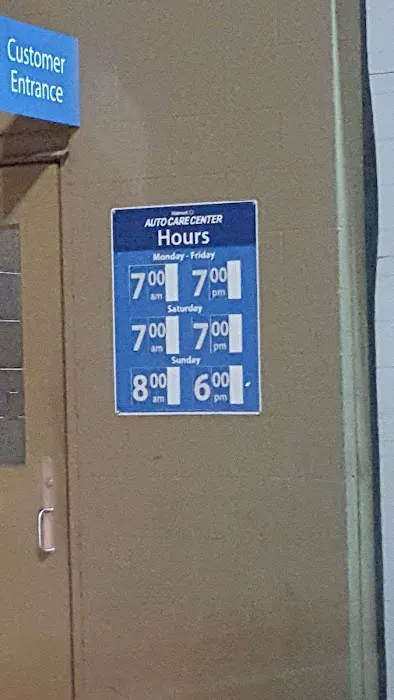 Customer
Entrance
Walmart
AUTO CARE CENTER
Hours
Monday - Friday
7 00 am 7 00 pm
Saturday
7 00 am 7 00 pm
Sunday
8 00 am 6 00 pm